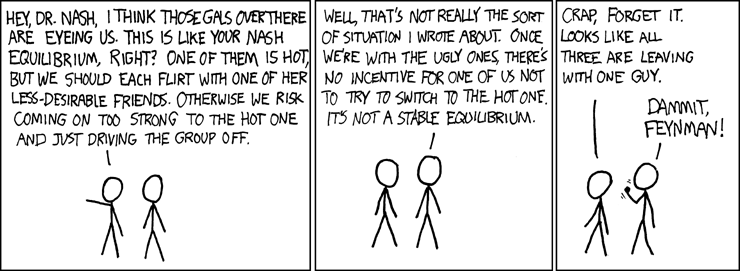 HEY, DR. NASH, I THINK THOSE GALS OVER THERE
ARE EYEING US. THIS IS LIKE YOUR NASH
EQUILIBRIUM, RIGHT? ONE OF THEM IS HOT,
BUT WE SHOULD EACH FLIRT WITH ONE OF HER
LESS-DESIRABLE FRIENDS. OTHERWISE WE RISK
COMING ON TOO STRONG TO THE HOT ONE
AND JUST DRIVING THE GROUP OFF.
WELL, THAT'S NOT REALLY THE SORT
OF SITUATION I WROTE ABOUT. ONCE
WE'RE WITH THE UGLY ONES, THERE'S
NO INCENTIVE FOR ONE OF US NOT
TO TRY TO SWITCH TO THE HOT ONE.
IT'S NOT A STABLE EQUILIBRIUM.
CRAP, FORGET IT.
LOOKS LIKE ALL
THREE ARE LEAVING
WITH ONE GUY.
DAMMIT,
FEYNMAN!